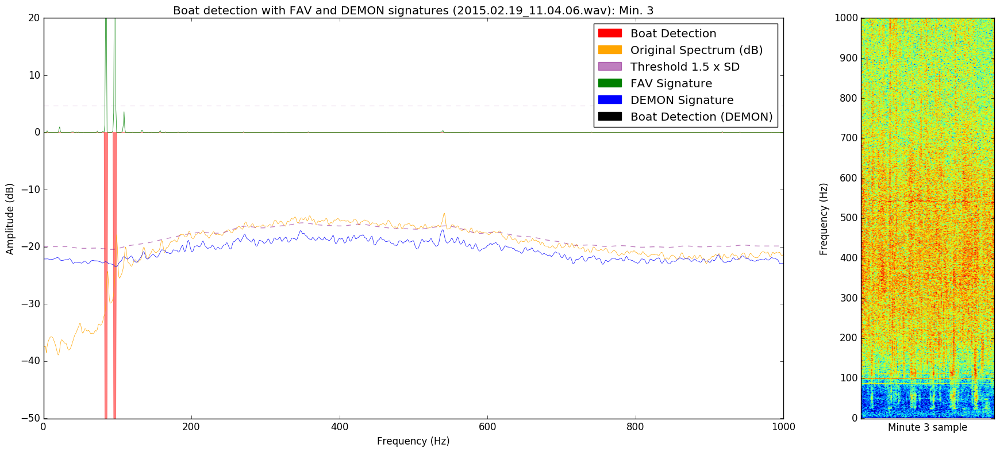 Boat detection with FAV and DEMON signatures (2015.02.19_11.04.06.wav): Min. 3
20
10
0
−10
−20
−30
−40
−50
Amplitude (dB)
Boat Detection
Original Spectrum (dB)
Threshold 1.5 x SD
FAV Signature
DEMON Signature
Boat Detection (DEMON)
0
200
400
600
800
1000
Frequency (Hz)
1000
900
800
700
600
500
400
300
200
100
0
Frequency (Hz)
Minute 3 sample